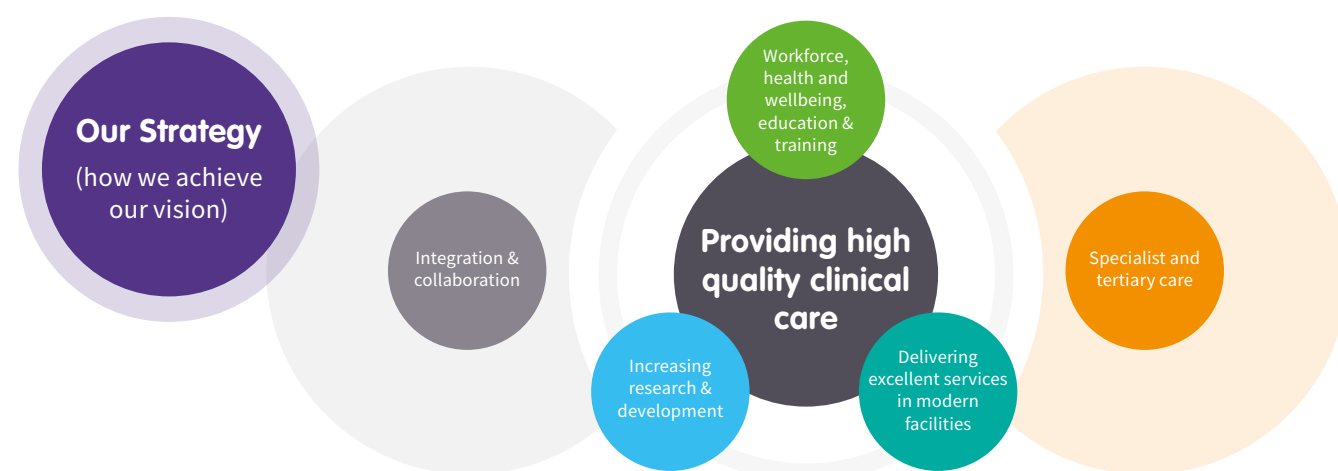 Our Strategy
(how we achieve
our vision)
Integration &
collaboration
Workforce,
health and
wellbeing,
education &
training
Providing high
quality clinical
care
Increasing
research &
development
Delivering
excellent services
in modern
facilities
Specialist and
tertiary care